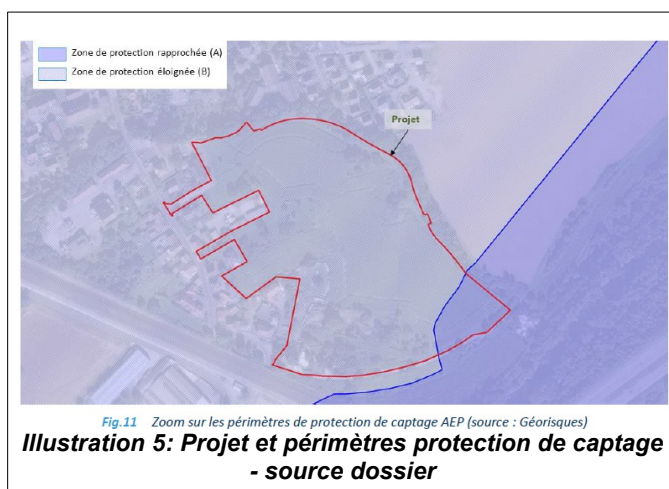 Zone de protection rapprochée (A)
Zone de protection éloignée (B)
Projet
Fig.11 Zoom sur les périmètres de protection de captage AEP (source : Géorisques)
Illustration 5: Projet et périmètres protection de captage
- source dossier